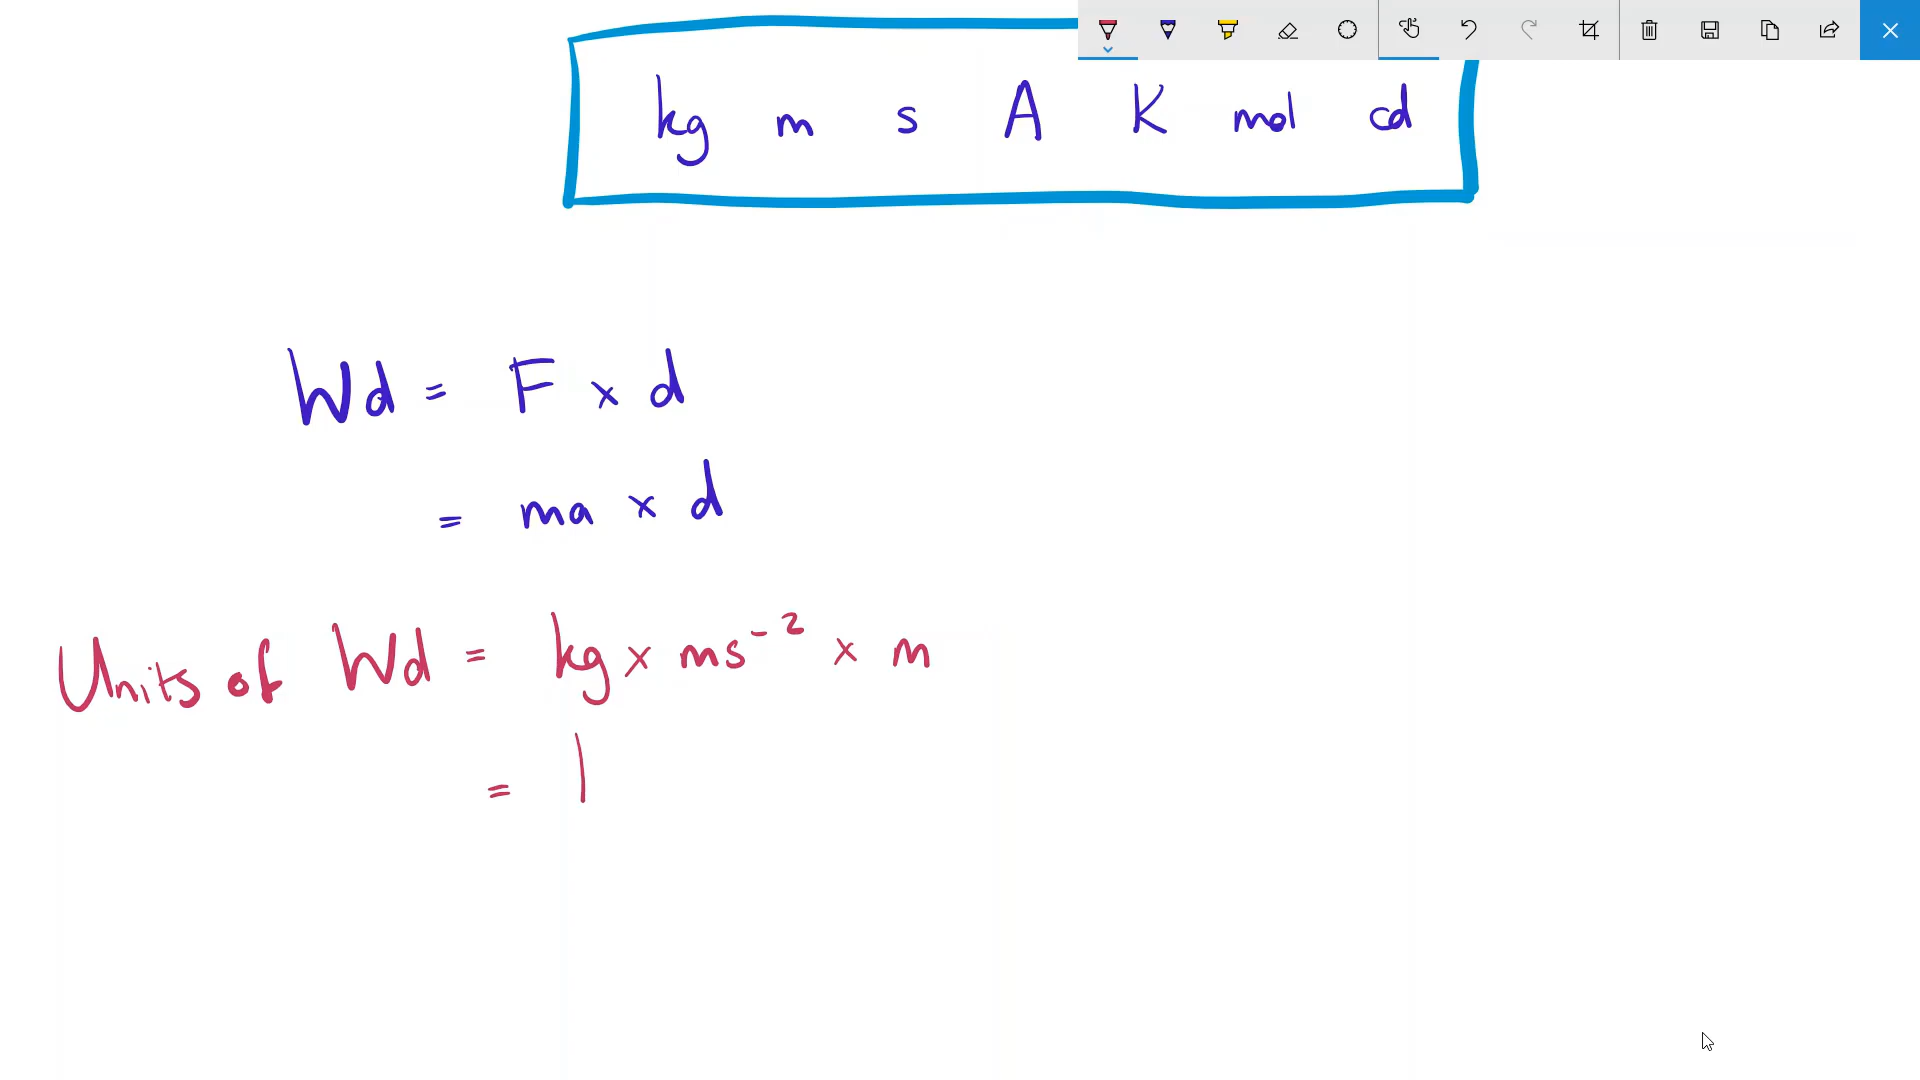 kg m s A K mol cd
Wd = F × d
= ma × d
Units of Wd = kg × ms⁻² × m
=